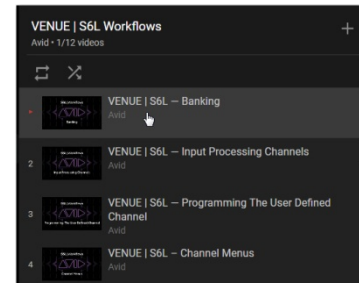 VENUE | S6L Workflows
Avid • 1/12 videos
VENUE | S6L – Banking
Avid
2
VENUE | S6L – Input Processing Channels
Avid
3
VENUE | S6L – Programming The User Defined
Channel
Avid
4
VENUE | S6L – Channel Menus
Avid